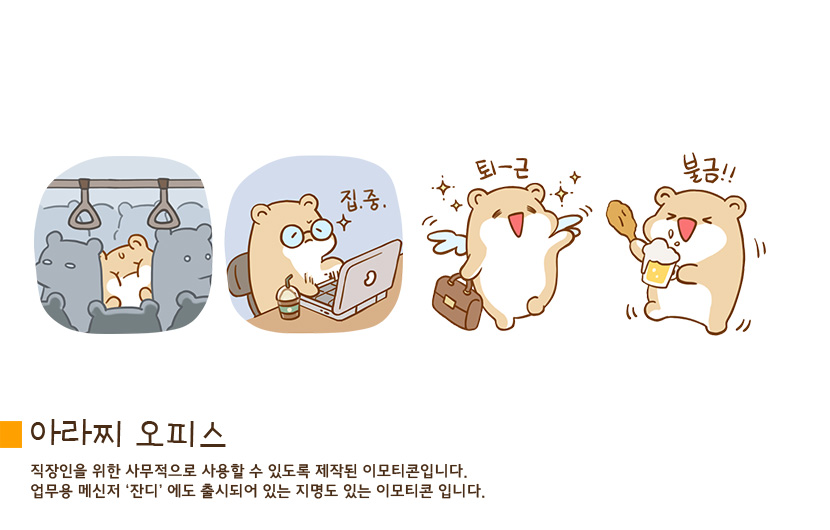 집.중.
퇴-근
불금!!
아라찌 오피스
직장인을 위한 사무적으로 사용할 수 있도록 제작된 이모티콘입니다.
업무용 메신저 ‘잔디’ 에도 출시되어 있는 지명도 있는 이모티콘 입니다.